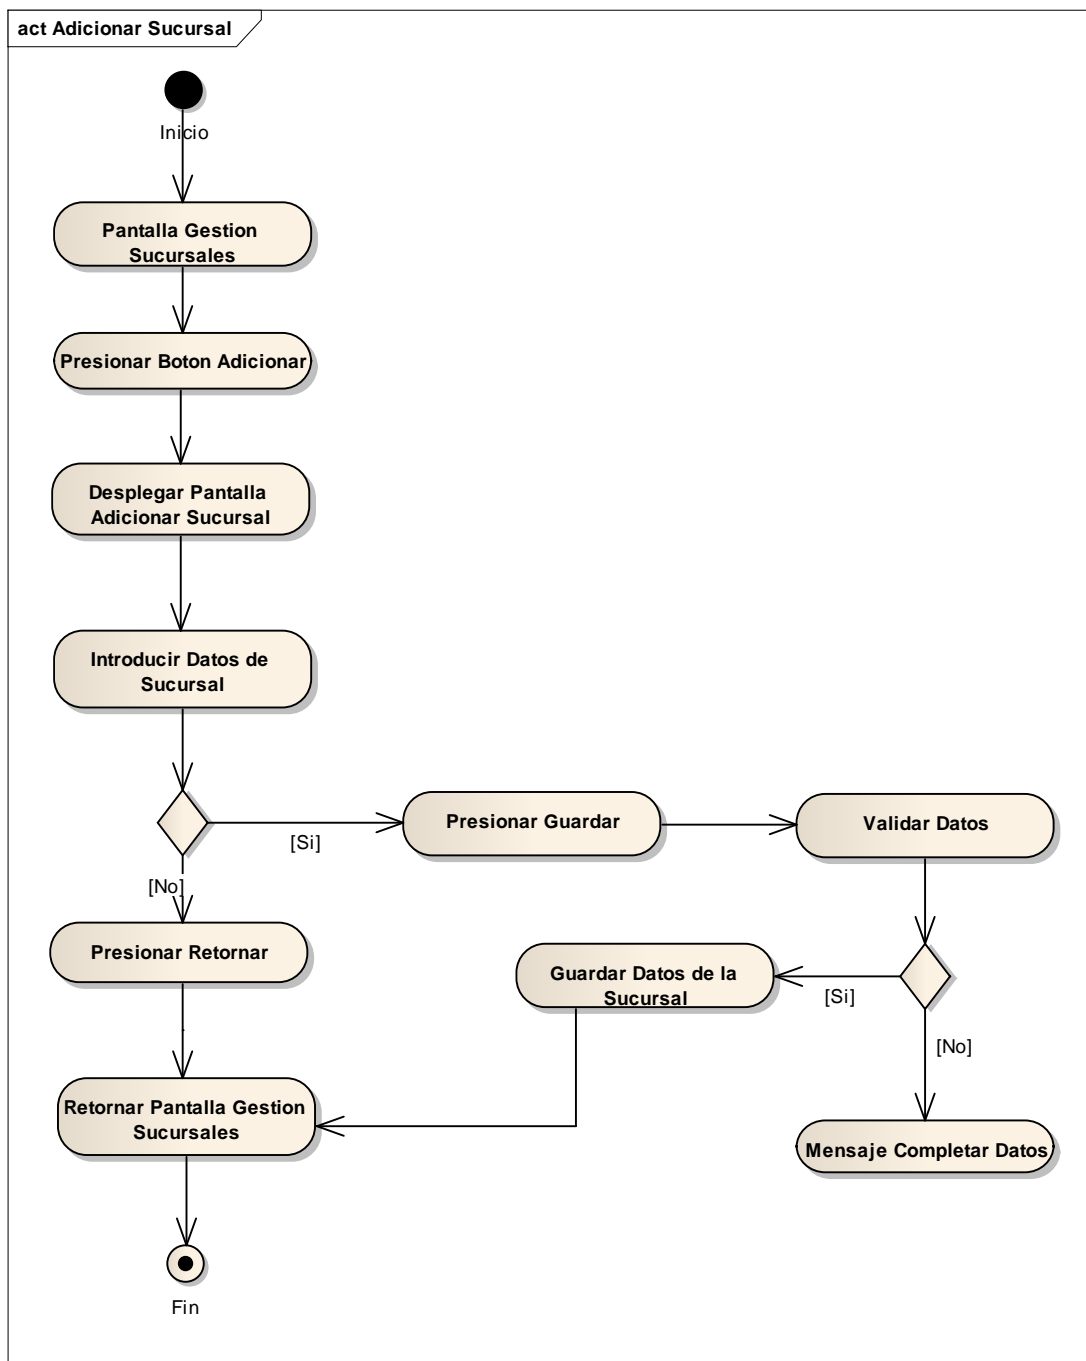 act Adicionar Sucursal
Inicio
Pantalla Gestion
Sucursales
Presionar Boton Adicionar
Desplegar Pantalla
Adicionar Sucursal
Introducir Datos de
Sucursal
[Si]
Presionar Guardar
Validar Datos
[No]
Presionar Retornar
Guardar Datos de la
Sucursal
[Si]
[No]
Retornar Pantalla Gestion
Sucursales
Mensaje Completar Datos
Fin